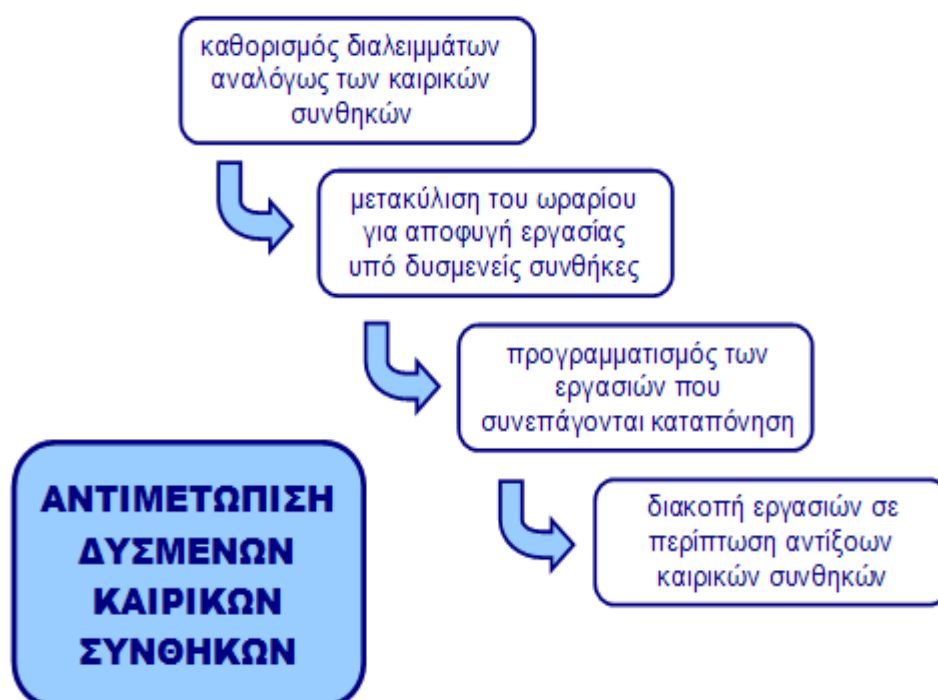 καθορισμός διαλειμμάτων
αναλόγως των καιρικών
συνθηκών
μετακύλιση του ωραρίου
για αποφυγή εργασίας
υπό δυσμενείς συνθήκες
προγραμματισμός των
εργασιών που
συνεπάγονται καταπόνηση
διακοπή εργασιών σε
περίπτωση αντίξοων
καιρικών συνθηκών
ΑΝΤΙΜΕΤΩΠΙΣΗ
ΔΥΣΜΕΝΩΝ
ΚΑΙΡΙΚΩΝ
ΣΥΝΘΗΚΩΝ